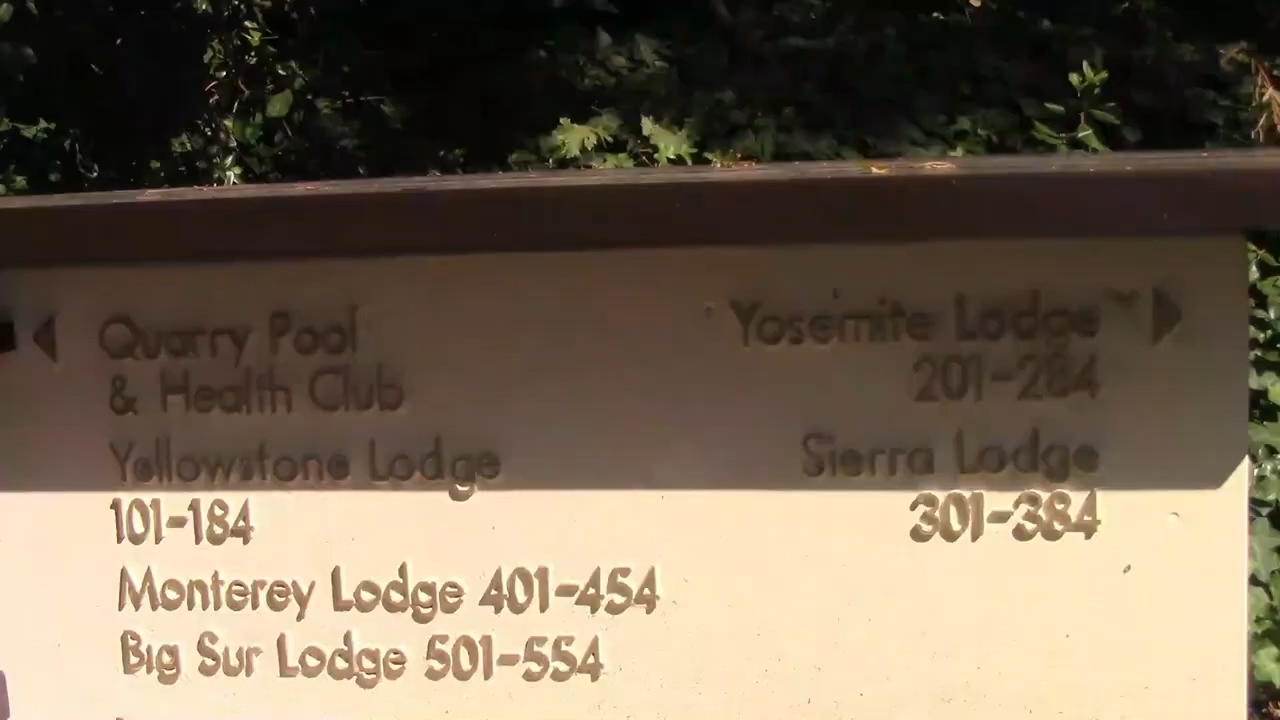 Quarry Pool
& Health Club
Yellowstone Lodge
101-184
Monterey Lodge 401-454
Big Sur Lodge 501-554
Yosemite Lodge
201-284
Sierra Lodge
301-384